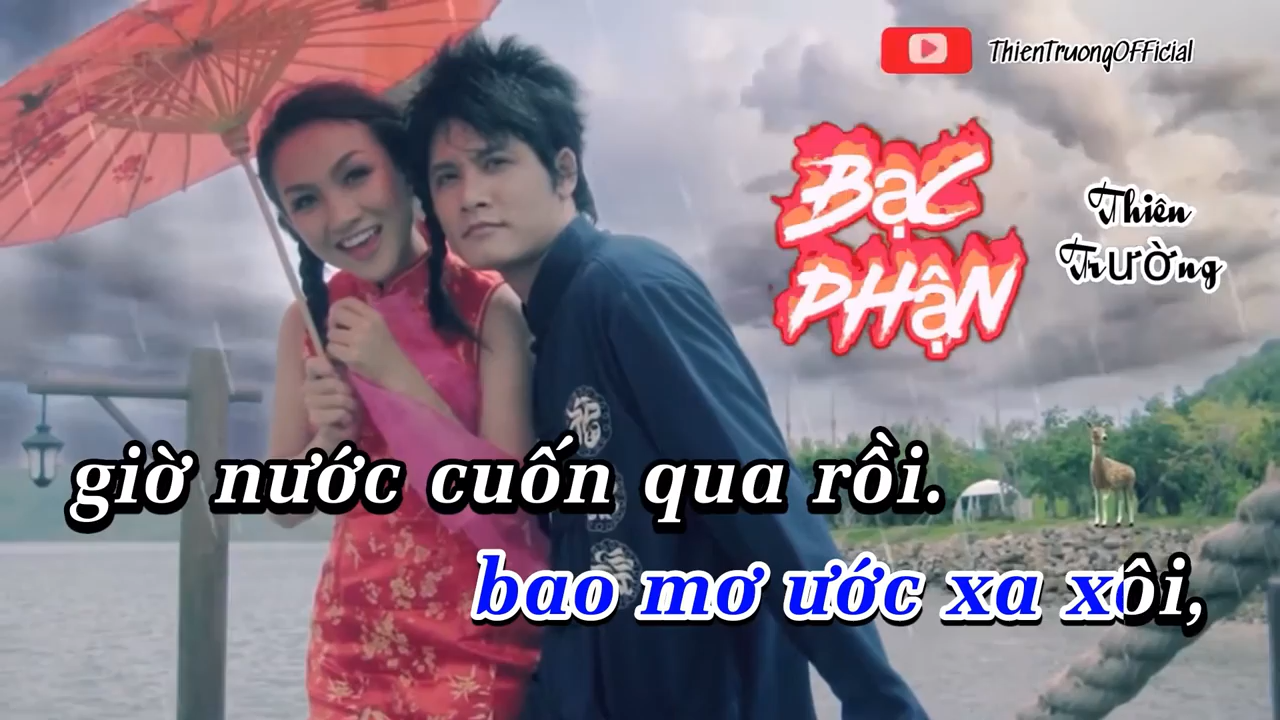 ThienTruongOFFicial
BạC
PHậN
Thiên
Trường
giờ nước cuốn qua rồi.
bao mơ ước xa xôi,